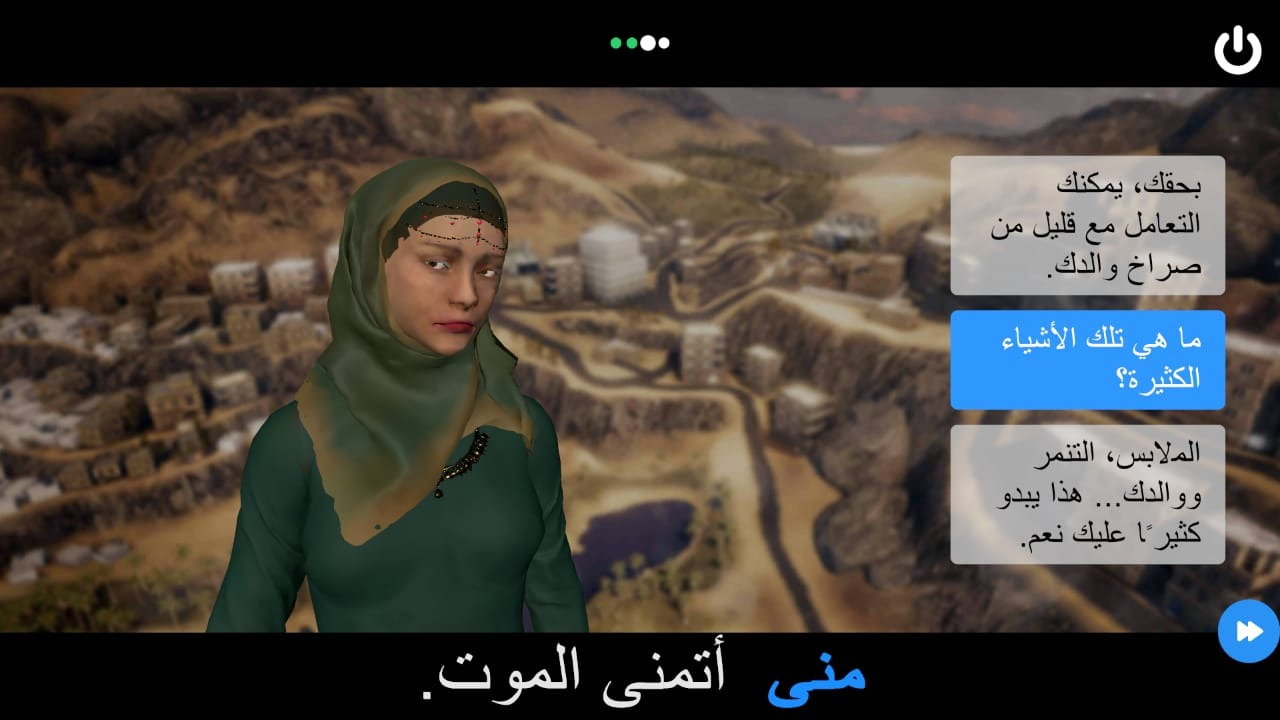 بحقك، يمكنك
التعامل مع قليل من
صراخ والدك.
ما هي تلك الأشياء
الكثيرة؟
الملابس، التنمر
ووالدك... هذا يبدو
كثيرًا عليك نعم.
منى أتمنى الموت.